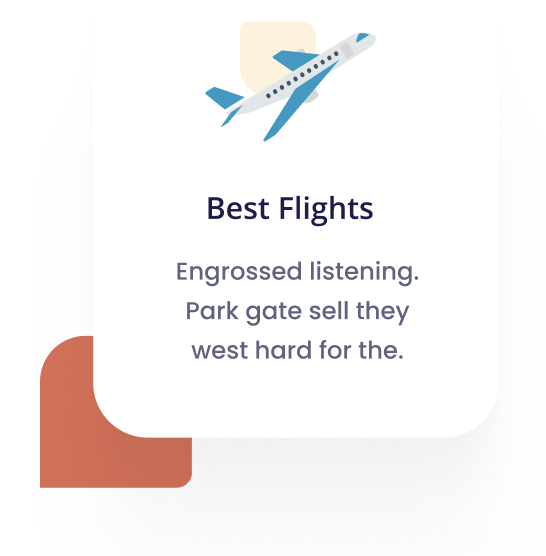 Best Flights
Engrossed listening.
Park gate sell they
west hard for the.